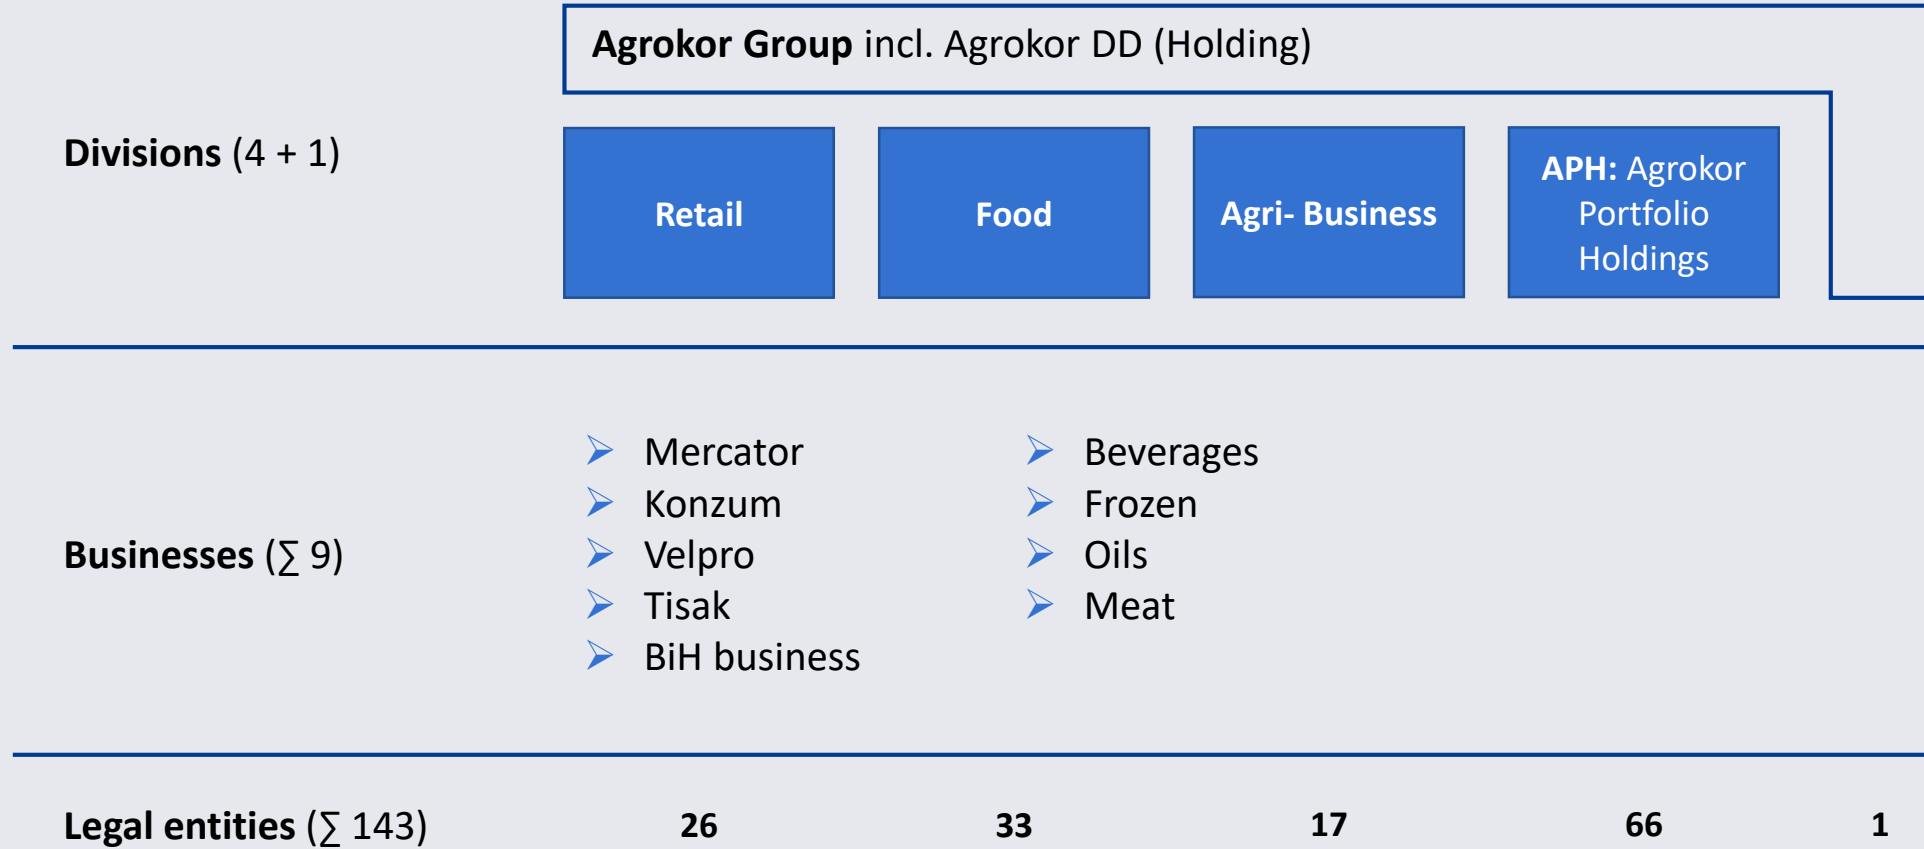 Agrokor Group incl. Agrokor DD (Holding)
Divisions (4 + 1)
Retail
Food
Agri- Business
APH: Agrokor
Portfolio
Holdings
Businesses (∑ 9)
Mercator
Konzum
Velpro
Tisak
BiH business
Beverages
Frozen
Oils
Meat
Legal entities (∑ 143)
26
33
17
66
1